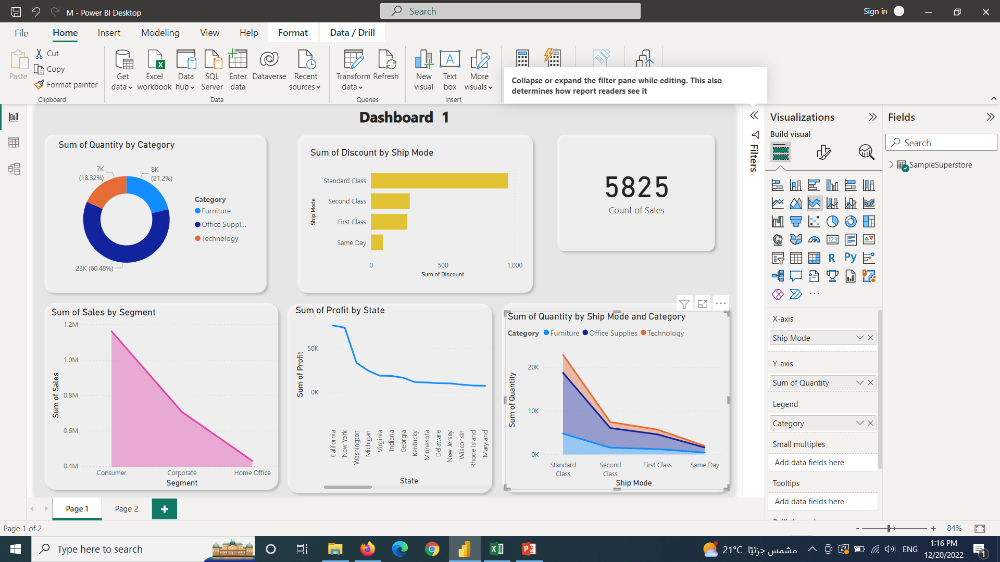 M - Power BI Desktop
Search
Sign in
File
Home
Insert
Modeling
View
Help
Format
Data / Drill
Paste
Cut
Copy
Format painter
Clipboard
Get data
Excel workbook
Data hub
SQL Server
Enter data
Dataverse
Recent sources
Data
Transform data
Refresh
Queries
New visual
Text box
More visuals
Insert
Collapse or expand the filter pane while editing. This also
determines how report readers see it
Dashboard 1
Sum of Quantity by Category
7K
(18.32%)
8K
(21.2%)
23K (60.48%)
Category
Furniture
Office Suppl...
Technology
Sum of Discount by Ship Mode
Ship Mode
Standard Class
Second Class
First Class
Same Day
0
500
1,000
Sum of Discount
5825
Count of Sales
Sum of Sales by Segment
Sum of Sales
1.2M
1.0M
0.8M
0.6M
0.4M
Consumer
Corporate
Home Office
Segment
Sum of Profit by State
Sum of Profit
50K
0K
California
New York
Washington
Michigan
Virginia
Indiana
Georgia
Kentucky
Minnesota
Delaware
New Jersey
Wisconsin
Rhode Island
Maryland
State
Sum of Quantity by Ship Mode and Category
Category
Furniture
Office Supplies
Technology
Sum of Quantity
20K
10K
0K
Standard Class
Second Class
First Class
Same Day
Ship Mode
Filters
Visualizations
Build visual
123
R
Py
X-axis
Ship Mode
Y-axis
Sum of Quantity
Legend
Category
Small multiples
Add data fields here
Tooltips
Add data fields here
Fields
Search
SampleSuperstore
Page 1
Page 2
Page 1 of 2
84%
Type here to search
21°C
مشمس جزئيًا
ENG
1:16 PM
12/20/2022
1